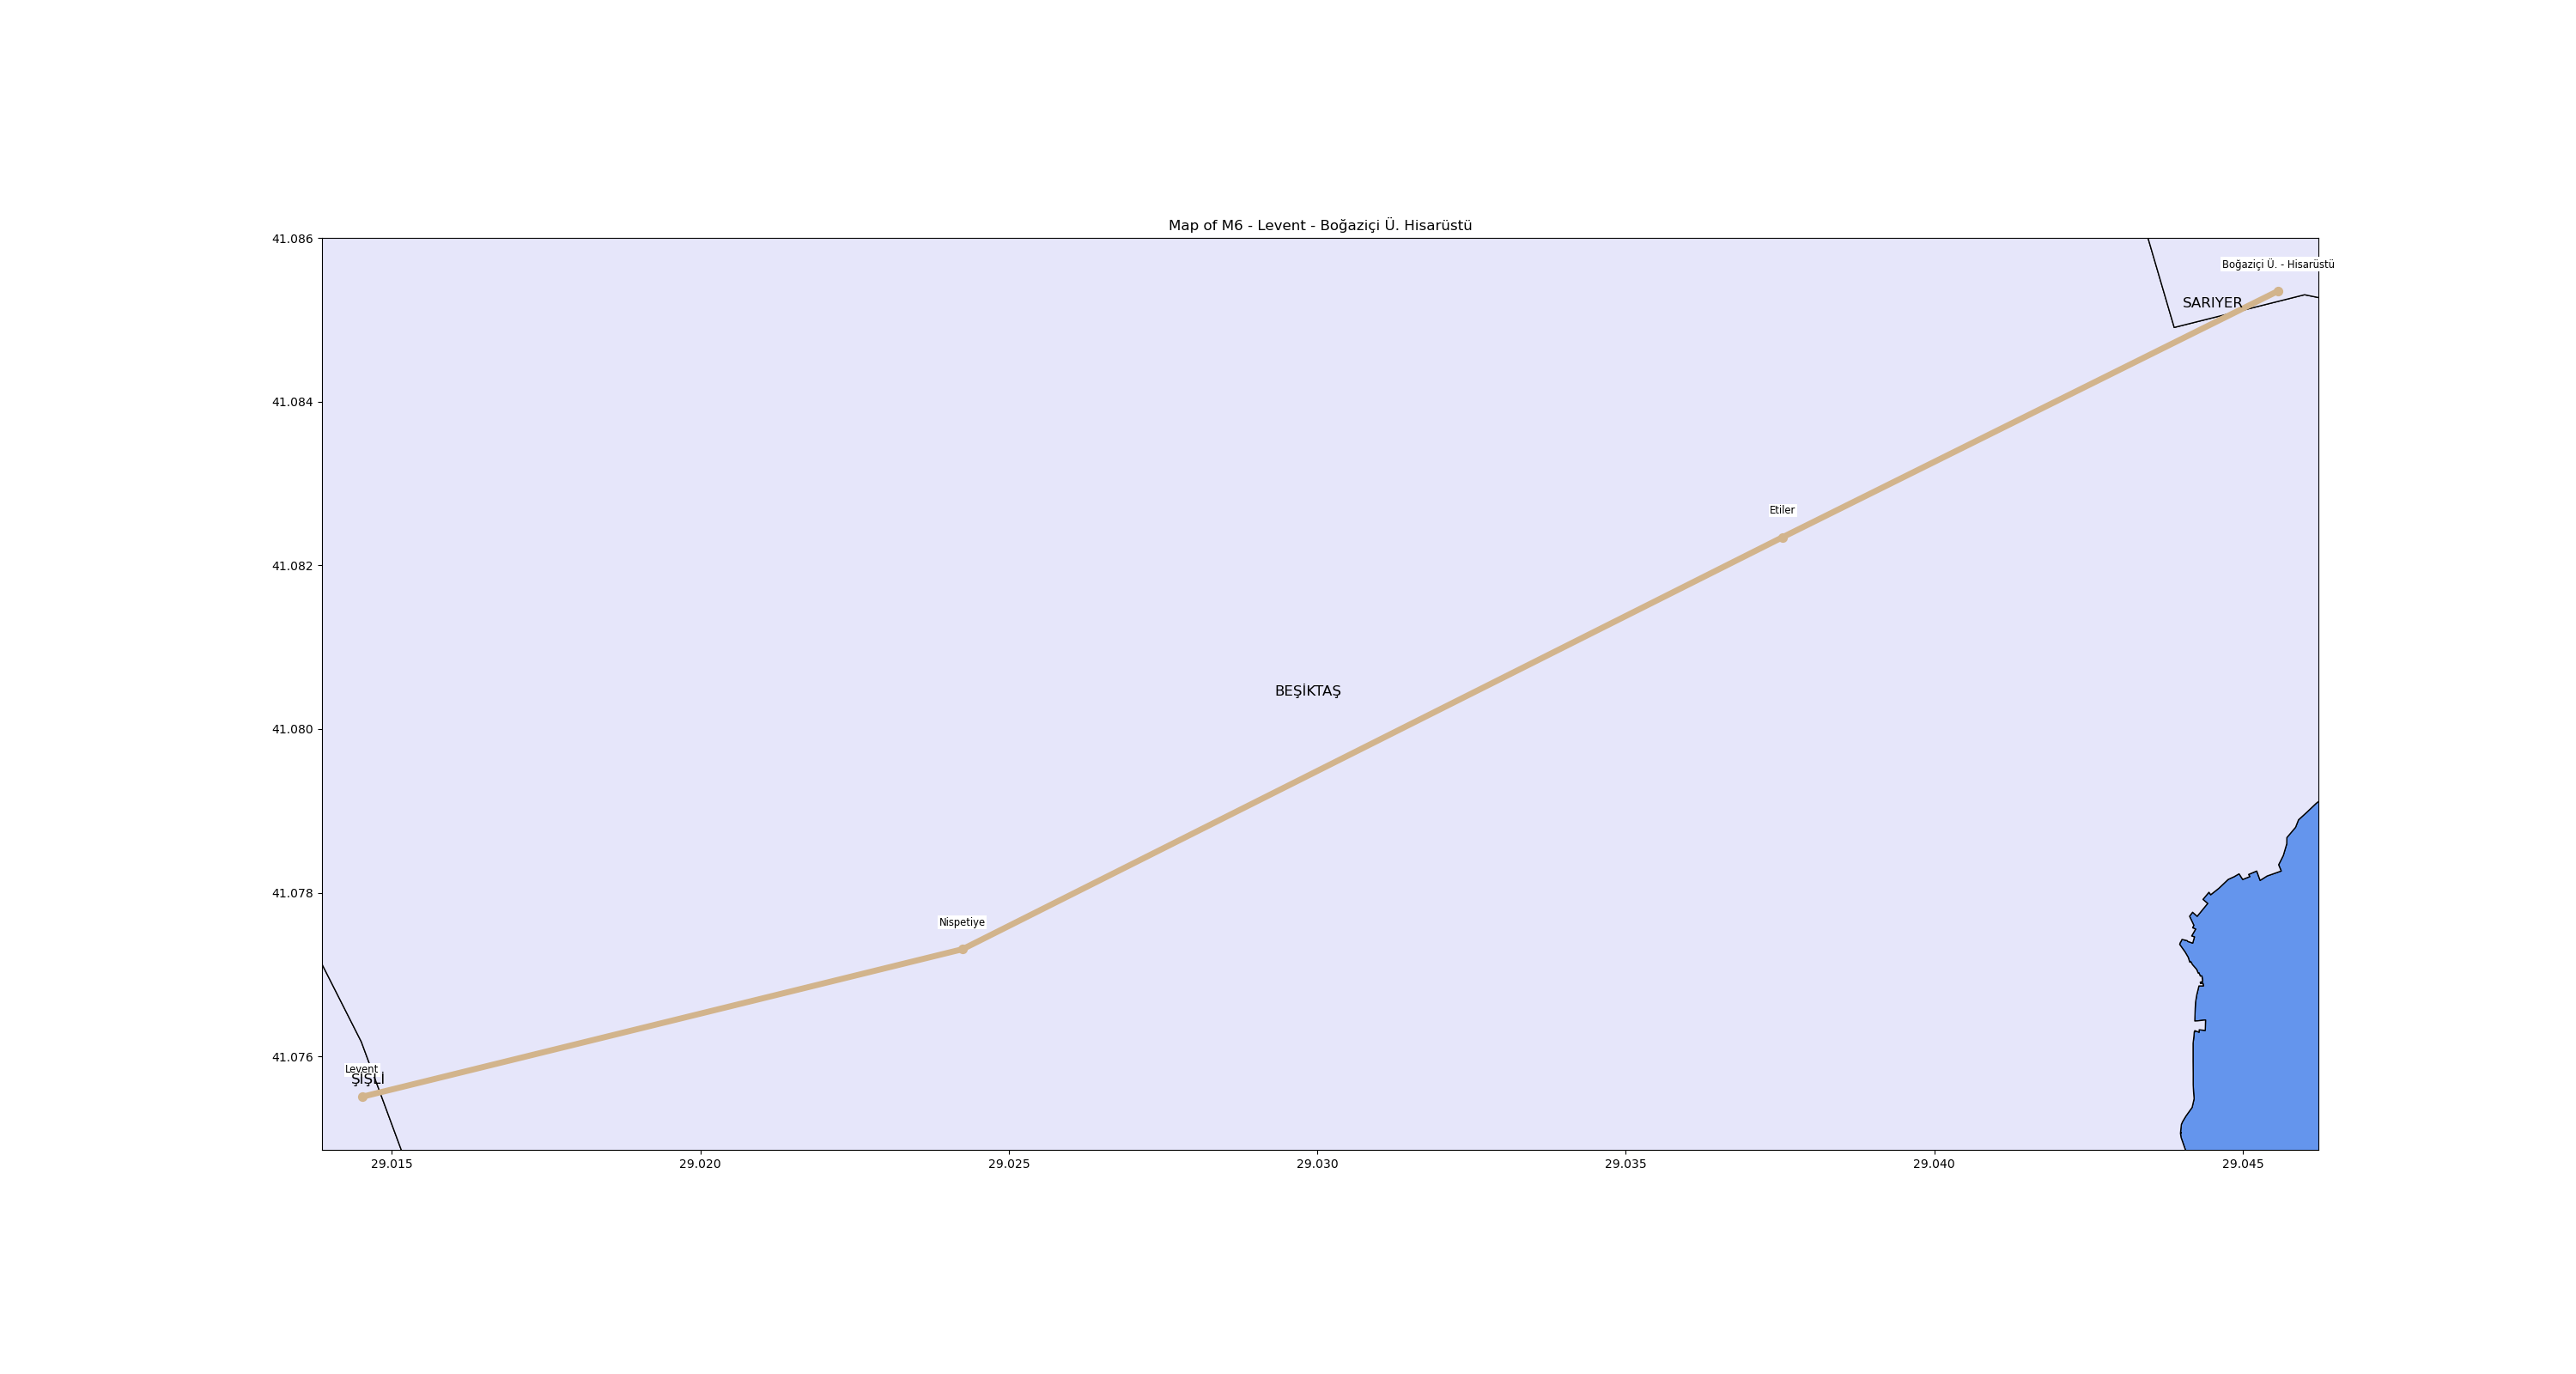 Map of M6 - Levent - Boğaziçi Ü. Hisarüstü
41.086
Boğaziçi Ü. - Hisarüstü
SARIYER
41.084
Etiler
41.082
BEŞİKTAŞ
41.080
41.078
Nispetiye
41.076
Levent
ŞİŞLİ
29.015 29.020 29.025 29.030 29.035 29.040 29.045